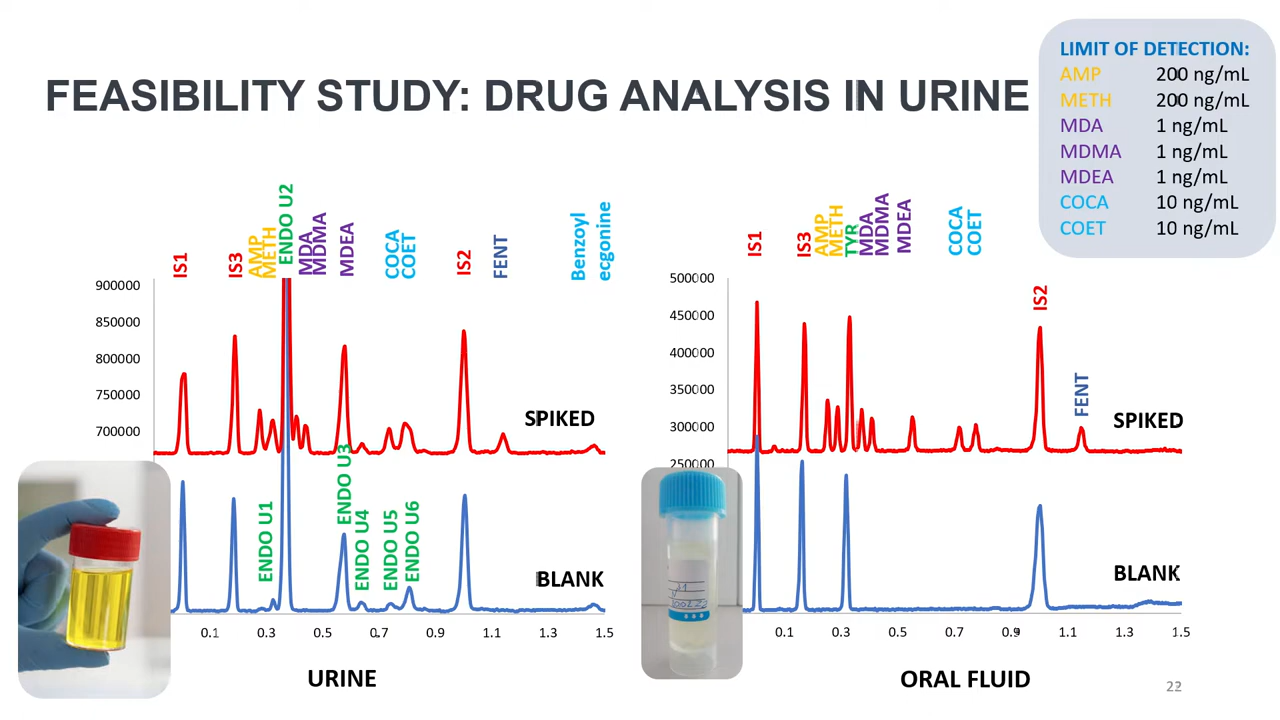 FEASIBILITY STUDY: DRUG ANALYSIS IN URINE
LIMIT OF DETECTION:
AMP 200 ng/mL
METH 200 ng/mL
MDA 1 ng/mL
MDMA 1 ng/mL
MDEA 1 ng/mL
COCA 10 ng/mL
COET 10 ng/mL
IS1
IS3
AMP
METH
ENDO U2
MDA
MDMA
MDEA
COCA
COET
IS2
FENT
Benzoyl
ecgonine
900000
850000
800000
750000
700000
SPIKED
ENDO U1
ENDO U3
ENDO U4
ENDO U5
ENDO U6
BLANK
0.1 0.3 0.5 0.7 0.9 1.1 1.3 1.5
URINE
IS1
IS3
AMP
METH
TYR
MDA
MDMA
MDEA
COCA
COET
IS2
FENT
500000
450000
400000
350000
300000
250000
SPIKED
BLANK
0.1 0.3 0.5 0.7 0.9 1.1 1.3 1.5
ORAL FLUID